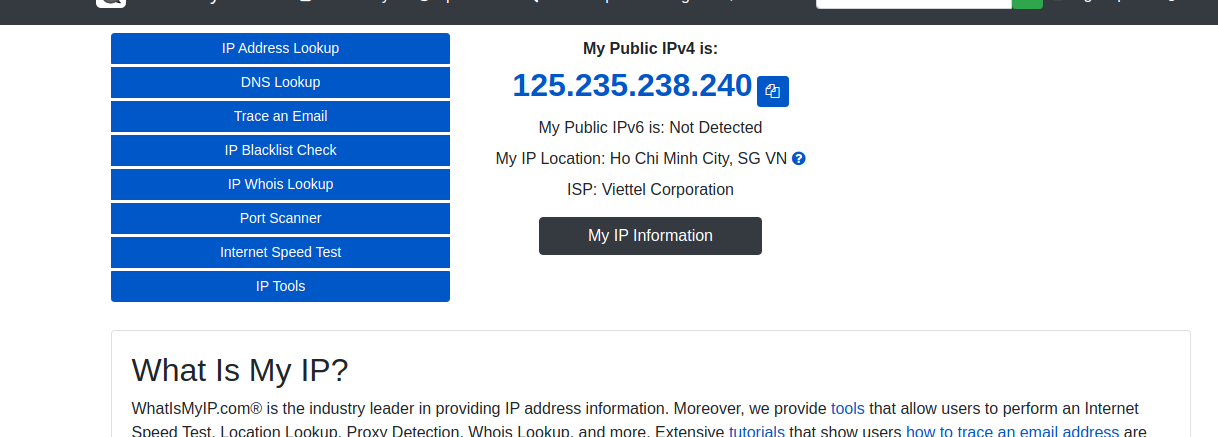 IP Address Lookup
DNS Lookup
Trace an Email
IP Blacklist Check
IP Whois Lookup
Port Scanner
Internet Speed Test
IP Tools
My Public IPv4 is:
125.235.238.240
My Public IPv6 is: Not Detected
My IP Location: Ho Chi Minh City, SG VN
ISP: Viettel Corporation
My IP Information
What Is My IP?
WhatIsMyIP.com® is the industry leader in providing IP address information. Moreover, we provide tools that allow users to perform an Internet
Speed Test, Location Lookup, Proxy Detection, Whois Lookup, and more. Extensive tutorials that show users how to trace an email address are